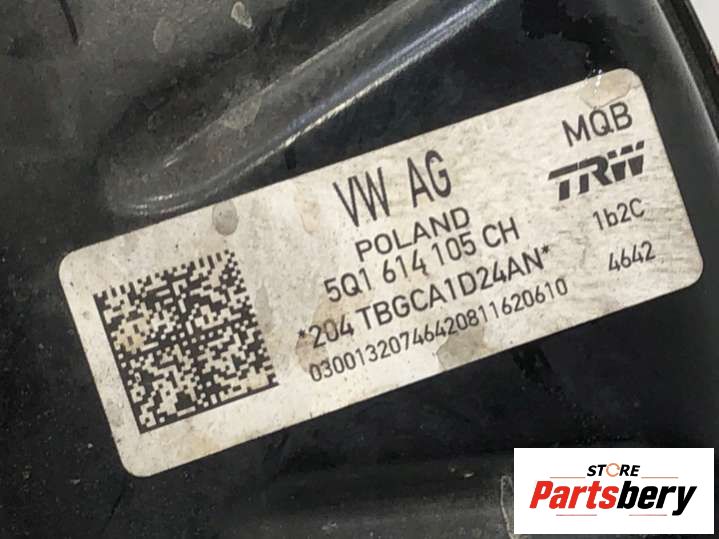 VW AG
MQB
TRW
POLAND
5Q1 614 105 CH
1b2C
*204 TBGCA1D24AN*
4642
03001320746420811620610
STORE
Partsbery